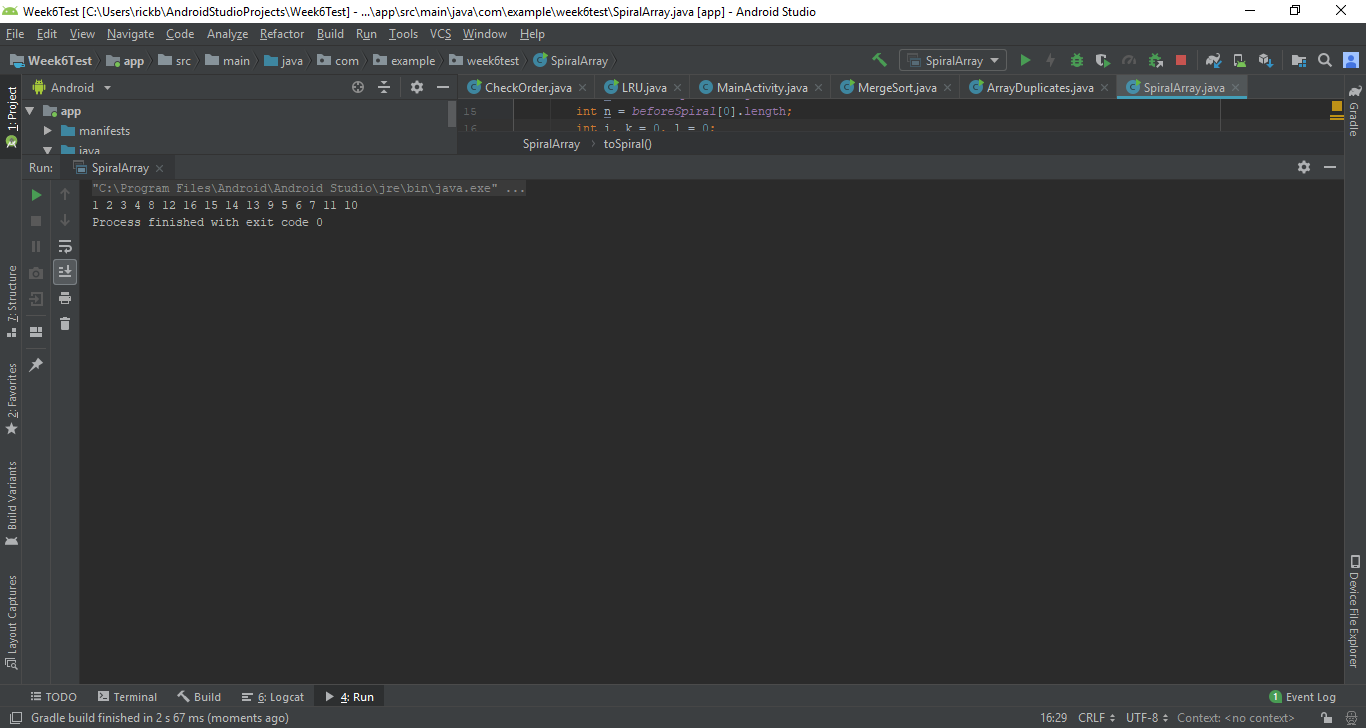 Week6Test [C:\Users\rickb\AndroidStudioProjects\Week6Test] - ...\app\src\main\java\com\example\week6test\SpiralArray.java [app] - Android Studio
File Edit View Navigate Code Analyze Refactor Build Run Tools VCS Window Help
Week6Test app src main java com example week6test SpiralArray SpiralArray
1: Project
Android CheckOrder.java LRU.java MainActivity.java MergeSort.java ArrayDuplicates.java SpiralArray.java
Gradle
app
manifests
java
15 int n = beforeSpiral[0].length;
16 int i, k = 0, l = 0;
SpiralArray toSpiral()
Run: SpiralArray
"C:\Program Files\Android\Android Studio\jre\bin\java.exe" ...
1 2 3 4 8 12 16 15 14 13 9 5 6 7 11 10
Process finished with exit code 0
7: Structure
2: Favorites
Build Variants
Layout Captures
Device File Explorer
TODO Terminal Build 6: Logcat 4: Run 1 Event Log
Gradle build finished in 2 s 67 ms (moments ago) 16:29 CRLF UTF-8 Context: <no context>